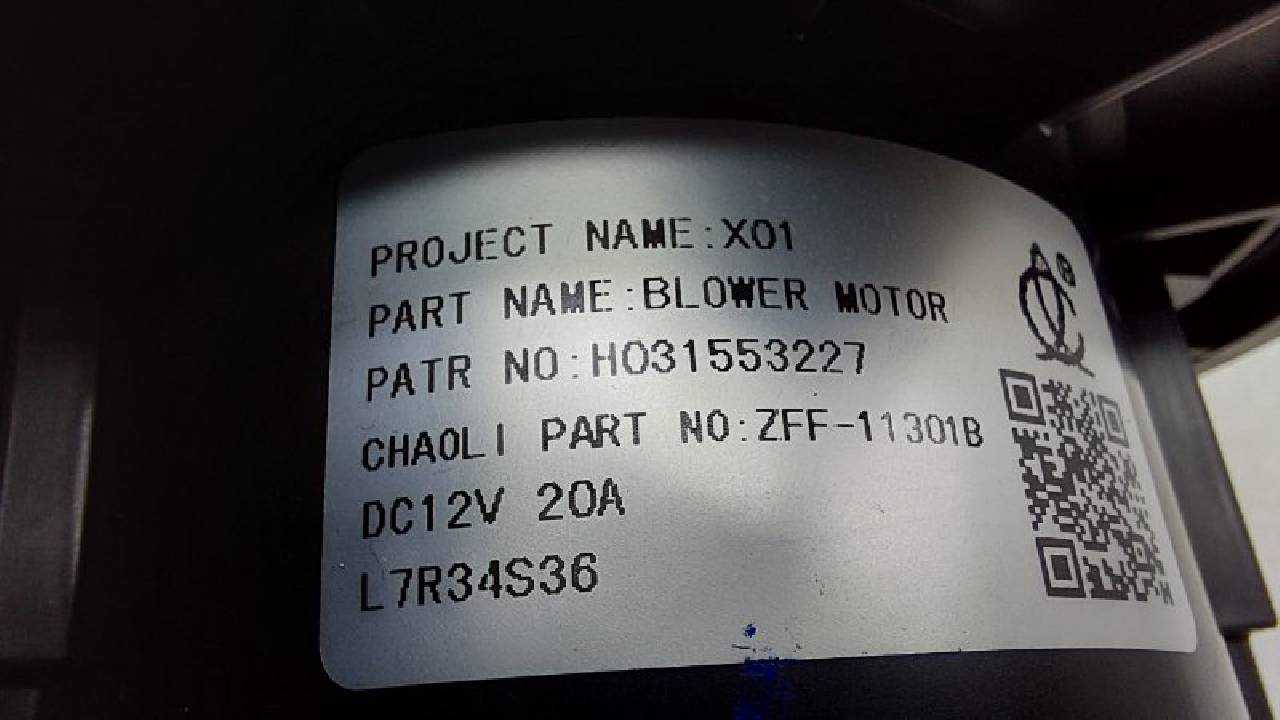 PROJECT NAME:X01
PART NAME:BLOWER MOTOR
PATR NO:H031553227
CHAOLI PART NO:ZFF-11301B
DC12V 20A
L7R34S36